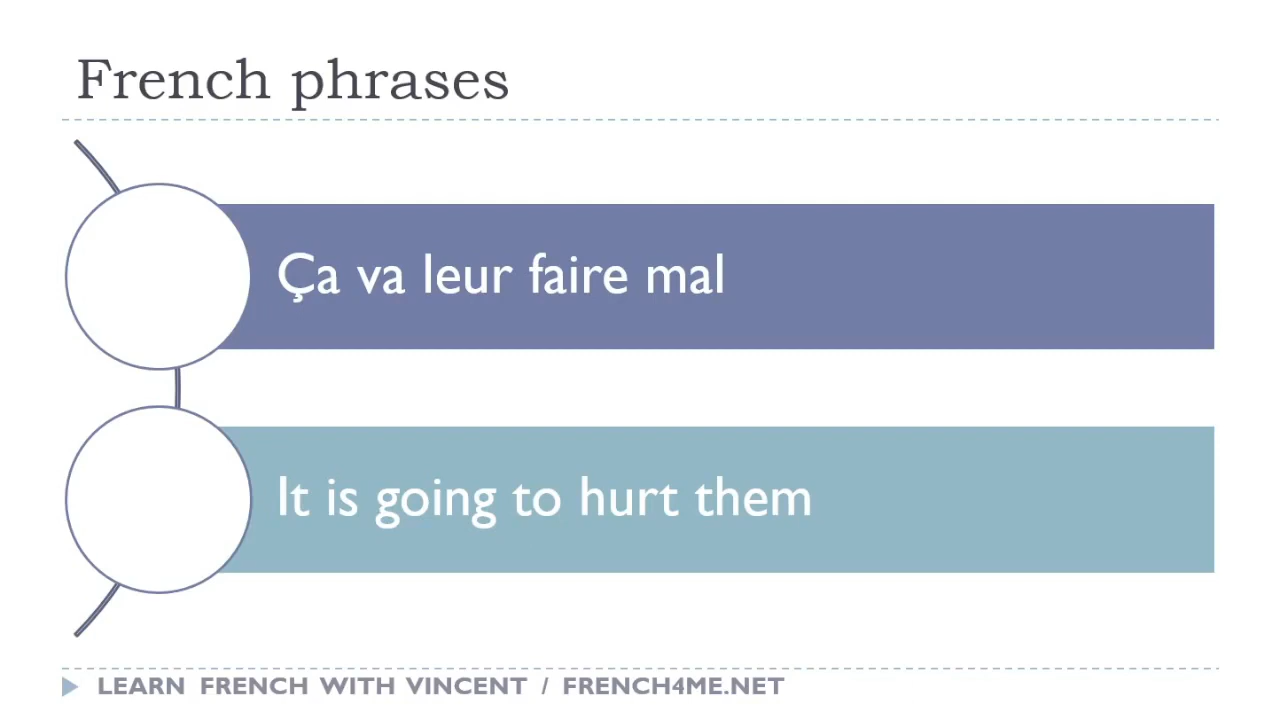 French phrases
Ça va leur faire mal
It is going to hurt them
LEARN FRENCH WITH VINCENT / FRENCH4ME.NET